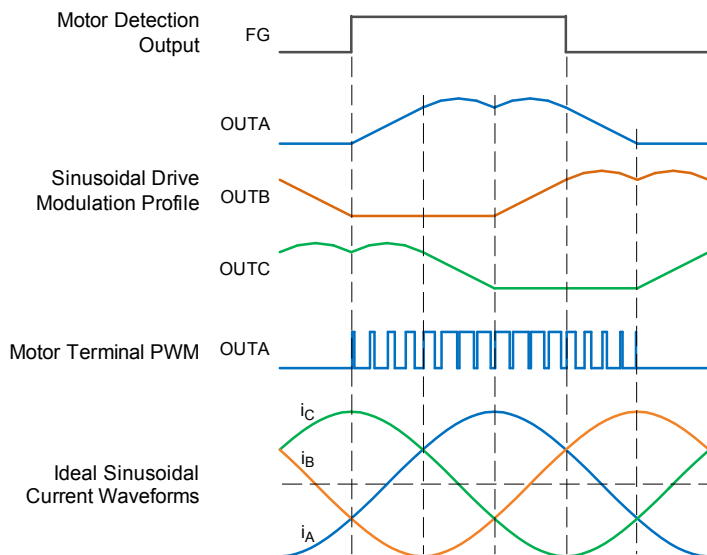 Motor Detection
Output
FG
OUTA
Sinusoidal Drive
Modulation Profile
OUTB
OUTC
Motor Terminal PWM
OUTA
iC
iB
Ideal Sinusoidal
Current Waveforms
iA